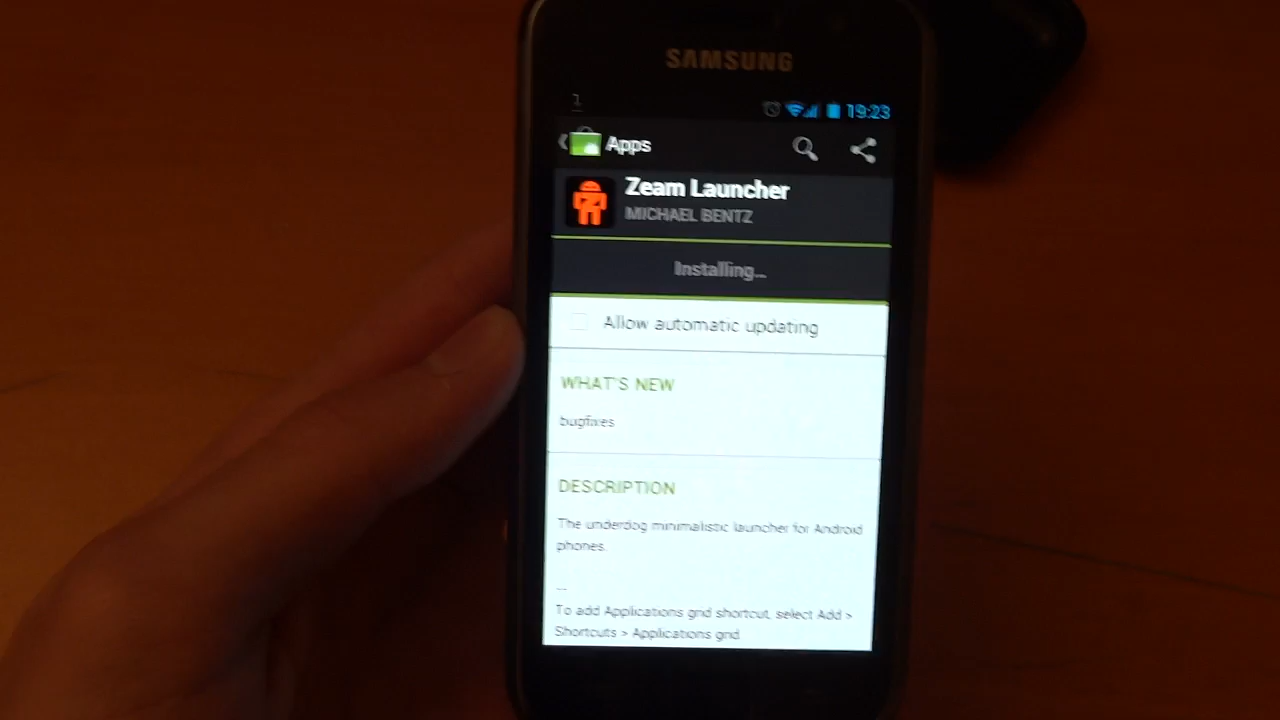 SAMSUNG
1
19:23
Apps
Zeam Launcher
MICHAEL BENTZ
Installing...
Allow automatic updating
WHAT'S NEW
bugfixes
DESCRIPTION
The underdog minimalistic launcher for Android
phones.
--
To add Applications grid shortcut, select Add >
Shortcuts > Applications grid.